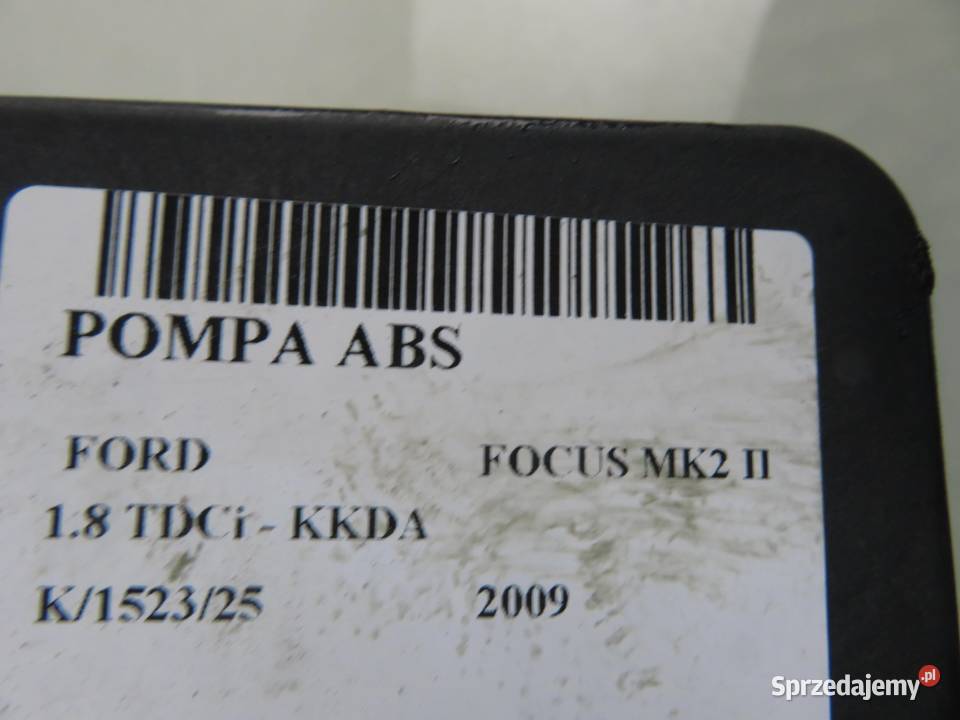 POMPA ABS
FORD FOCUS MK2 II
1.8 TDCi - KKDA
K/1523/25 2009
Sprzedajemy.pl